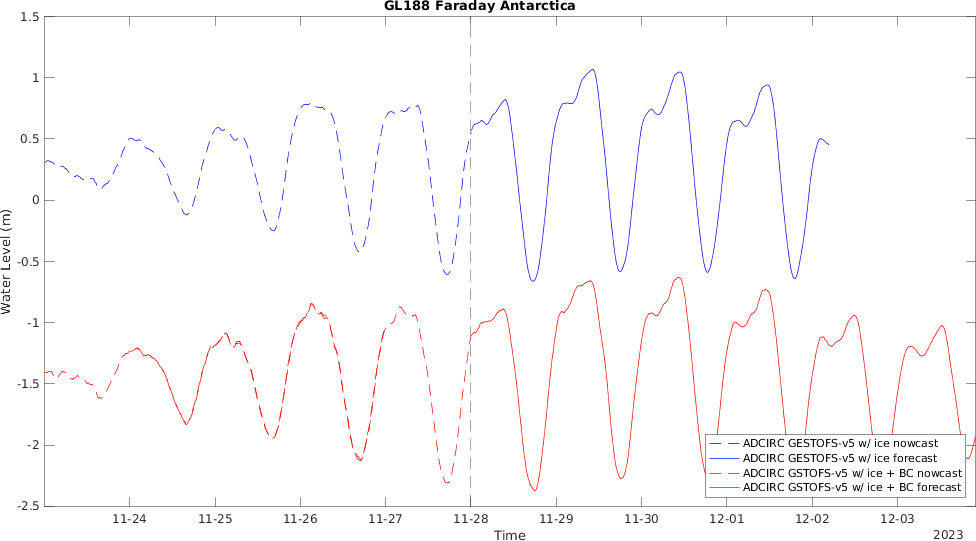 GL188 Faraday Antarctica
1.5
1
0.5
0
-0.5
-1
-1.5
-2
-2.5
Water Level (m)
ADCIRC GESTOFS-v5 w/ ice nowcast
ADCIRC GESTOFS-v5 w/ ice forecast
ADCIRC GSTOFS-v5 w/ ice + BC nowcast
ADCIRC GSTOFS-v5 w/ ice + BC forecast
11-24 11-25 11-26 11-27 11-28 11-29 11-30 12-01 12-02 12-03
Time
2023